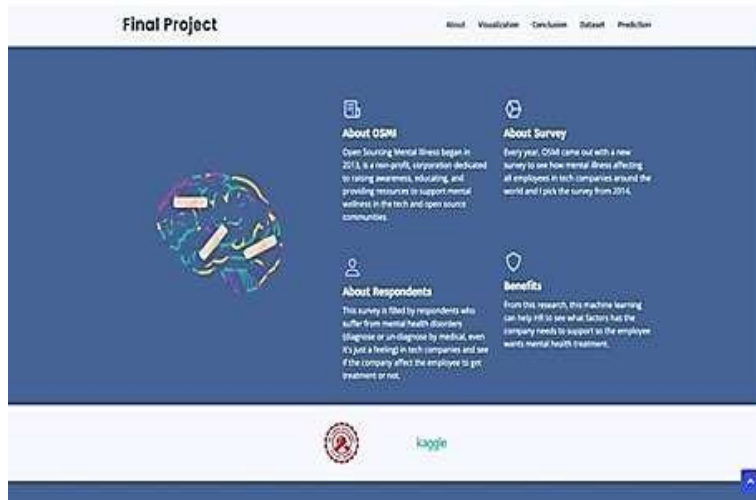 Final Project
About Visualization Conclusion Dataset Prediction
About OSMI
Open Sourcing Mental Illness began in
2013, is a non-profit, corporation dedicated
to raising awareness, educating, and
providing resources to support mental
wellness in the tech and open source
communities.
About Survey
Every year, OSMI came out with a new
survey to see how mental illness affecting
all employees in tech companies around the
world and I pick the survey from 2014.
About Respondents
This survey is filled by respondents who
suffer from mental health disorders
(diagnose or un-diagnose by medical, even
it's just a feeling) in tech companies and see
if the company affect the employee to get
treatment or not.
Benefits
From this research, this machine learning
can help HR to see what factors has the
company needs to support so the employee
wants mental health treatment.
kaggle